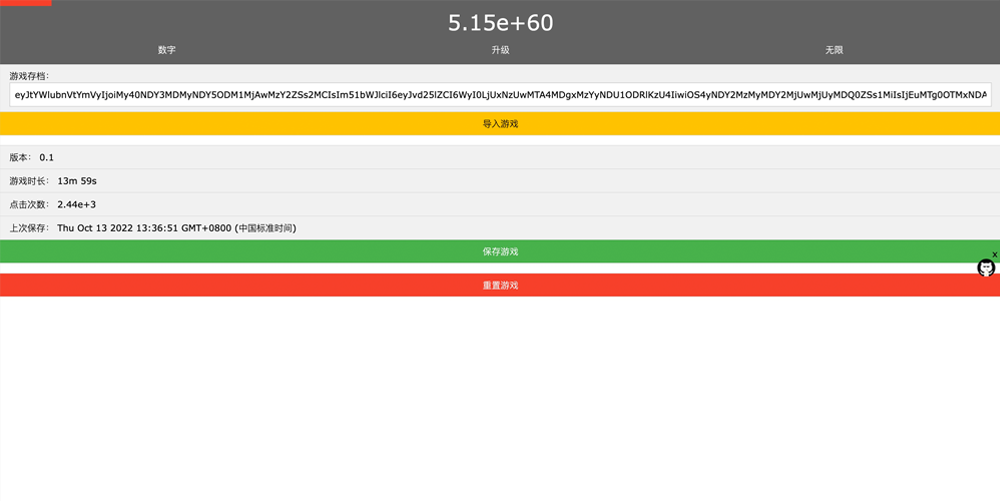 5.15e+60
数字 升级 无限
游戏存档:
eyJtYWlubnVtYmVyIjoiMy40NDY3MDMyNDY5ODM1MjAwMzY2ZSs2MCIsIm51bWJlciI6eyJvd25lZCI6WyI0LjUxNzUwMTA4MDgxMzYyNDU1ODRlKzU4IiwiOS4yNDY2MzMyMDY2MjUwMjUyMDQ0ZSs1MiIsIjEuMTg0OTMxNDA
导入游戏
版本: 0.1
游戏时长: 13m 59s
点击次数: 2.44e+3
上次保存: Thu Oct 13 2022 13:36:51 GMT+0800 (中国标准时间)
保存游戏
x
重置游戏